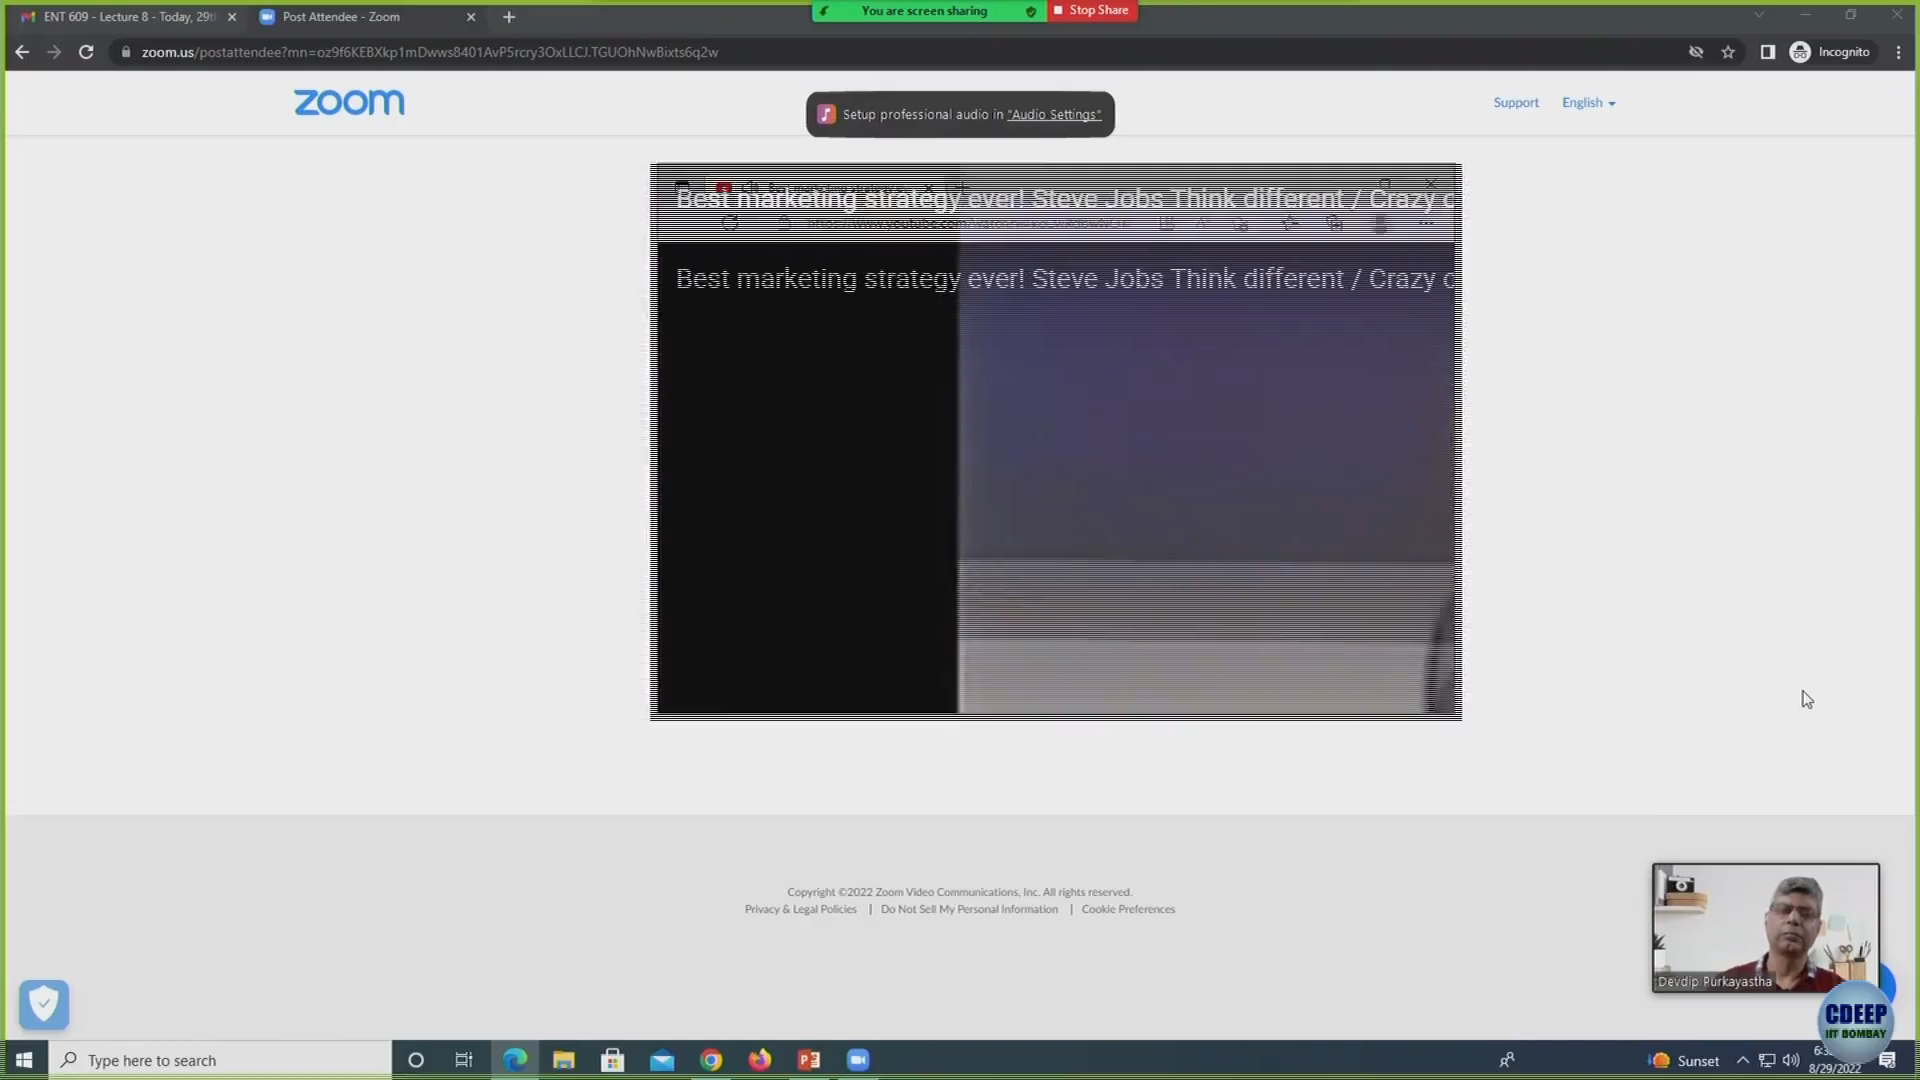 ENT 609 - Lecture 8 - Today, 29th
Post Attendee - Zoom
You are screen sharing
Stop Share
zoom.us/postattendee?mn=oz9f6KEBXkp1mDwws8401AvP5rcry3OxLLCJ.TGUOhNwBixts6q2w
Incognito
zoom
Setup professional audio in "Audio Settings"
Support
English
Best marketing strategy ever! Steve Jobs Think different / Crazy
Best marketing strategy ever! Steve Jobs Think different / Crazy
Copyright ©2022 Zoom Video Communications, Inc. All rights reserved.
Privacy & Legal Policies | Do Not Sell My Personal Information | Cookie Preferences
Devdip Purkayastha
CDEEP
IIT BOMBAY
Type here to search
Sunset
8/29/2022